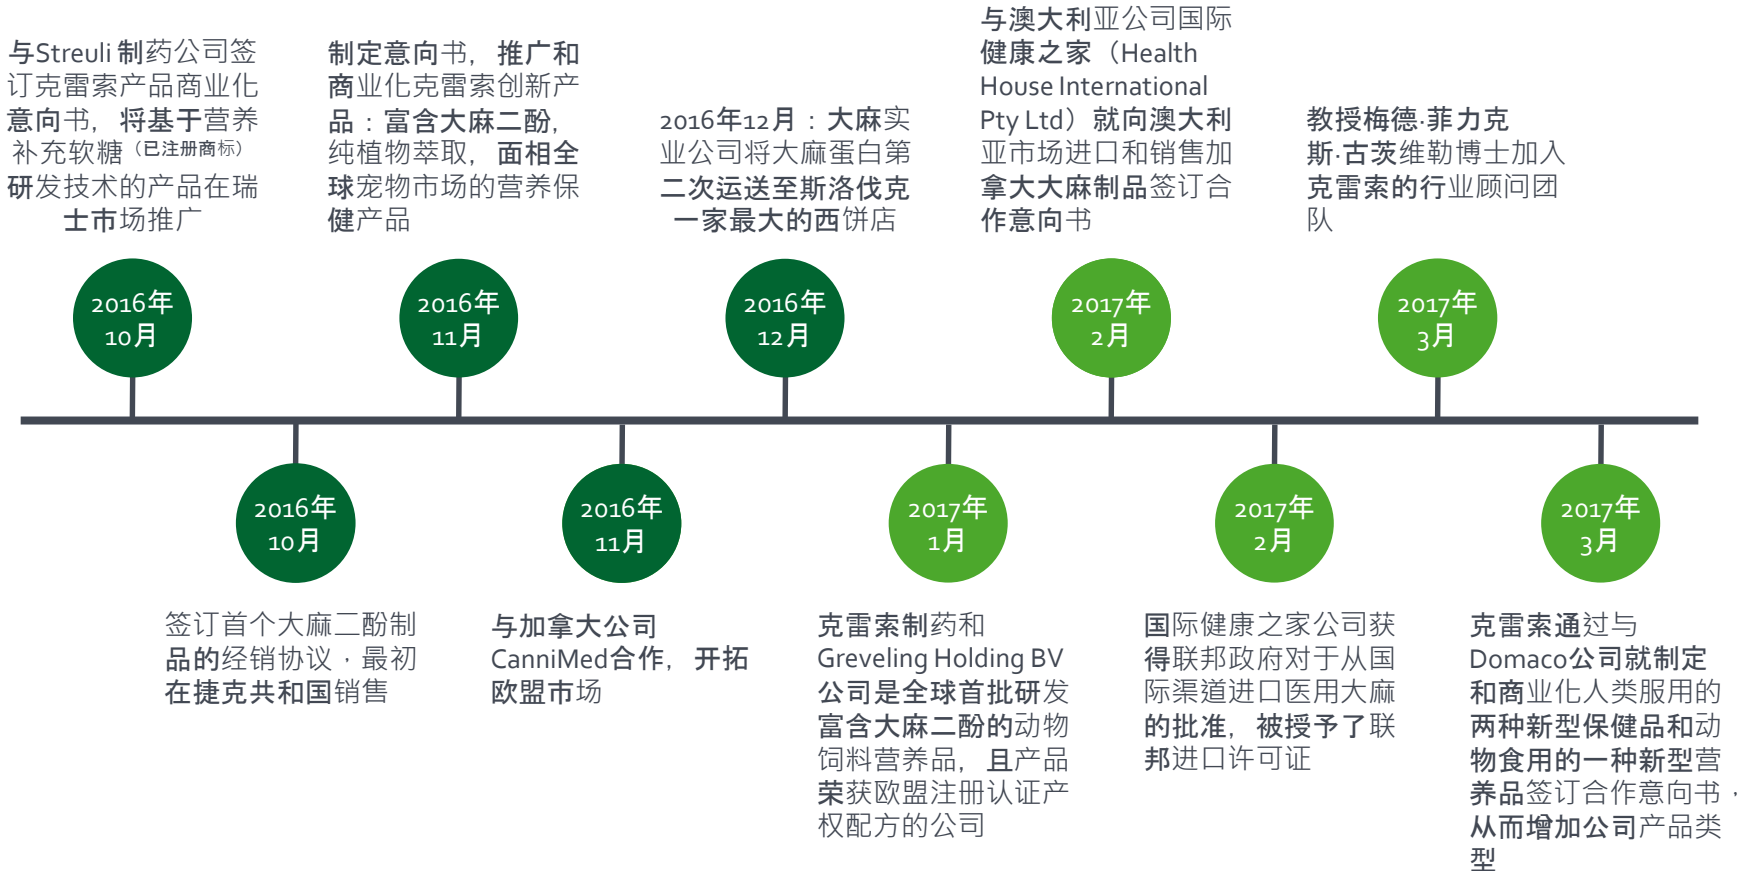 与Streuli 制药公司签
订克雷索产品商业化
意向书，将基于营养
补充软糖（已注册商标）
研发技术的产品在瑞
士市场推广
2016年
10月
签订首个大麻二酚制
品的经销协议，最初
在捷克共和国销售
2016年
10月
制定意向书，推广和
商业化克雷索创新产
品：富含大麻二酚，
纯植物萃取，面相全
球宠物市场的营养保
健产品
2016年
11月
与加拿大公司
CanniMed合作，开拓
欧盟市场
2016年
11月
2016年12月：大麻实
业公司将大麻蛋白第
二次运送至斯洛伐克
一家最大的西饼店
2016年
12月
克雷索制药和
Greveling Holding BV
公司是全球首批研发
富含大麻二酚的动物
饲料营养品，且产品
荣获欧盟注册认证产
权配方的公司
2017年
1月
与澳大利亚公司国际
健康之家（Health
House International
Pty Ltd）就向澳大利
亚市场进口和销售加
拿大大麻制品签订合
作意向书
2017年
2月
国际健康之家公司获
得联邦政府对于从国
际渠道进口医用大麻
的批准，被授予了联
邦进口许可证
2017年
2月
教授梅德·菲力克
斯·古茨维勒博士加入
克雷索的行业顾问团
队
2017年
3月
克雷索通过与
Domaco公司就制定
和商业化人类服用的
两种新型保健品和动
物食用的一种新型营
养品签订合作意向书，
从而增加公司产品类
型
2017年
3月